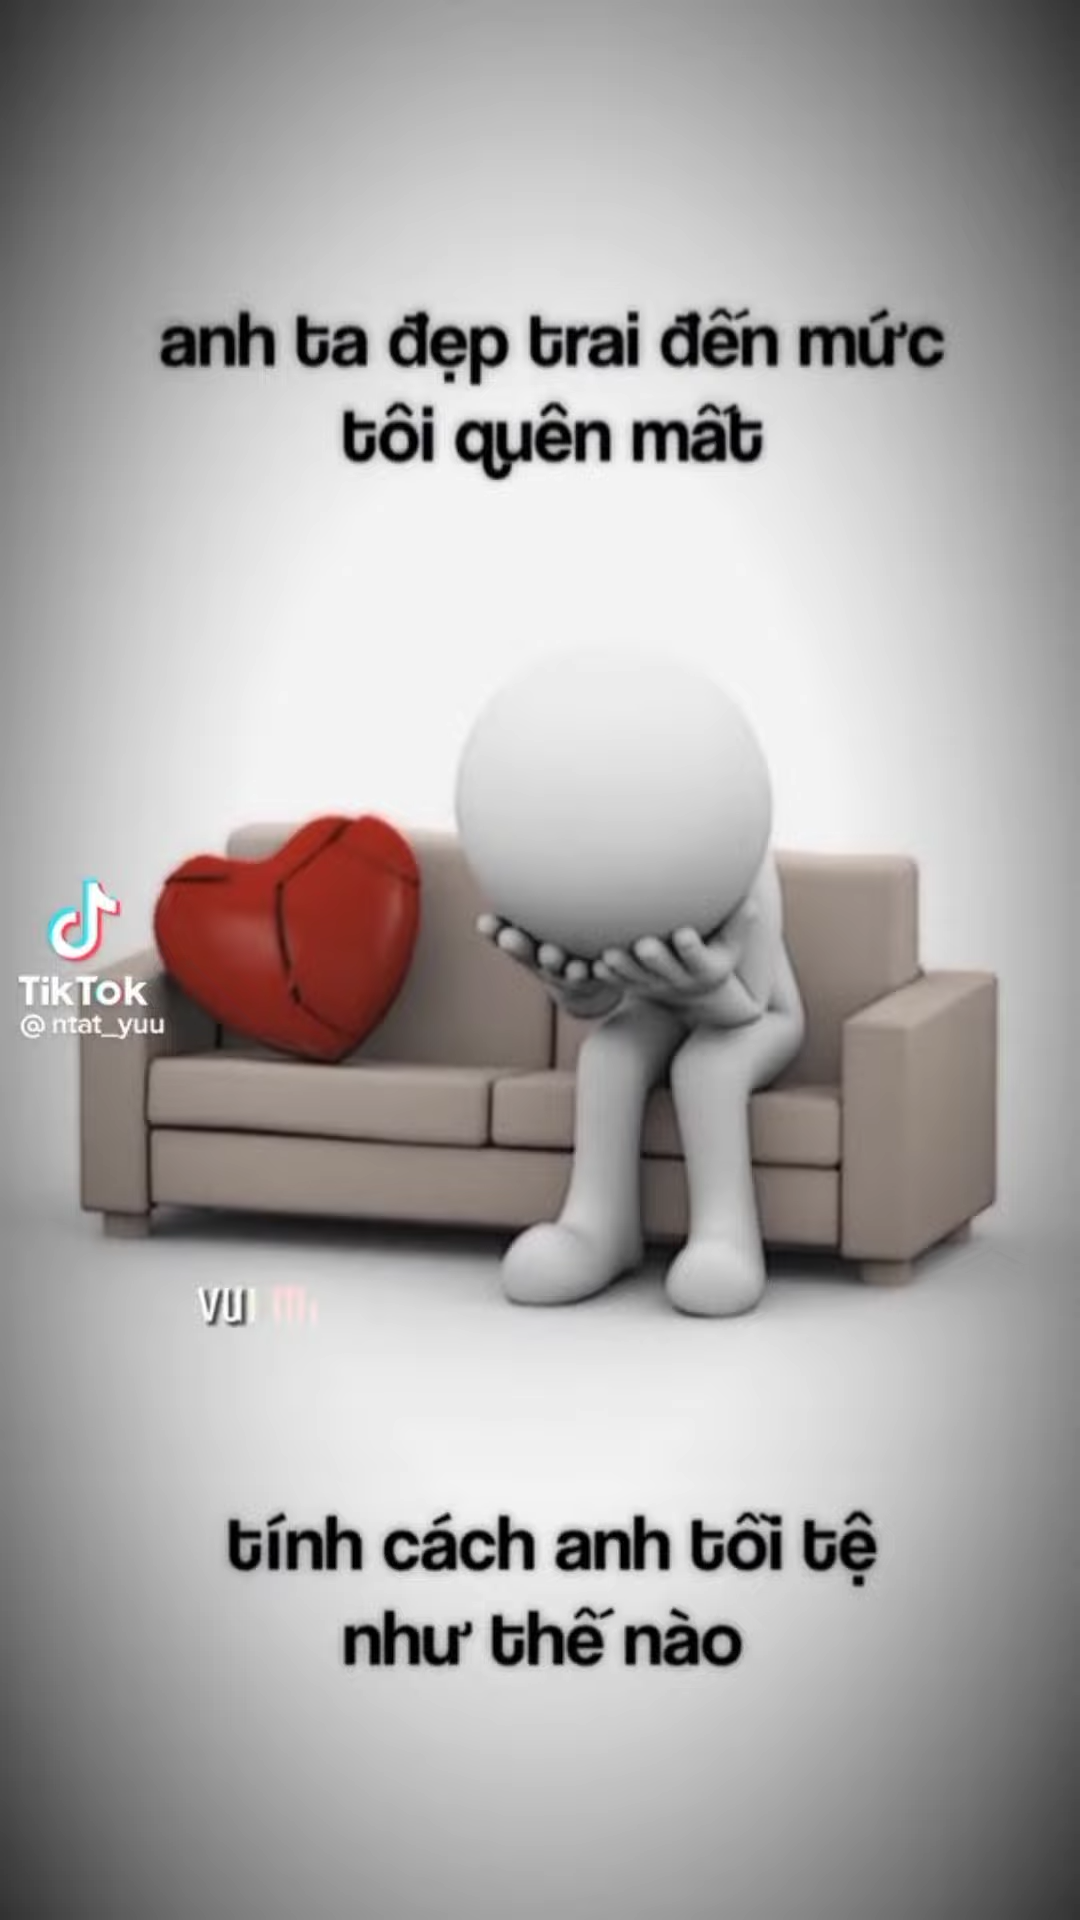 anh ta đẹp trai đến mức
tôi quên mất
TikTok
@ntat_yuu
vui
tính cách anh tồi tệ
như thế nào